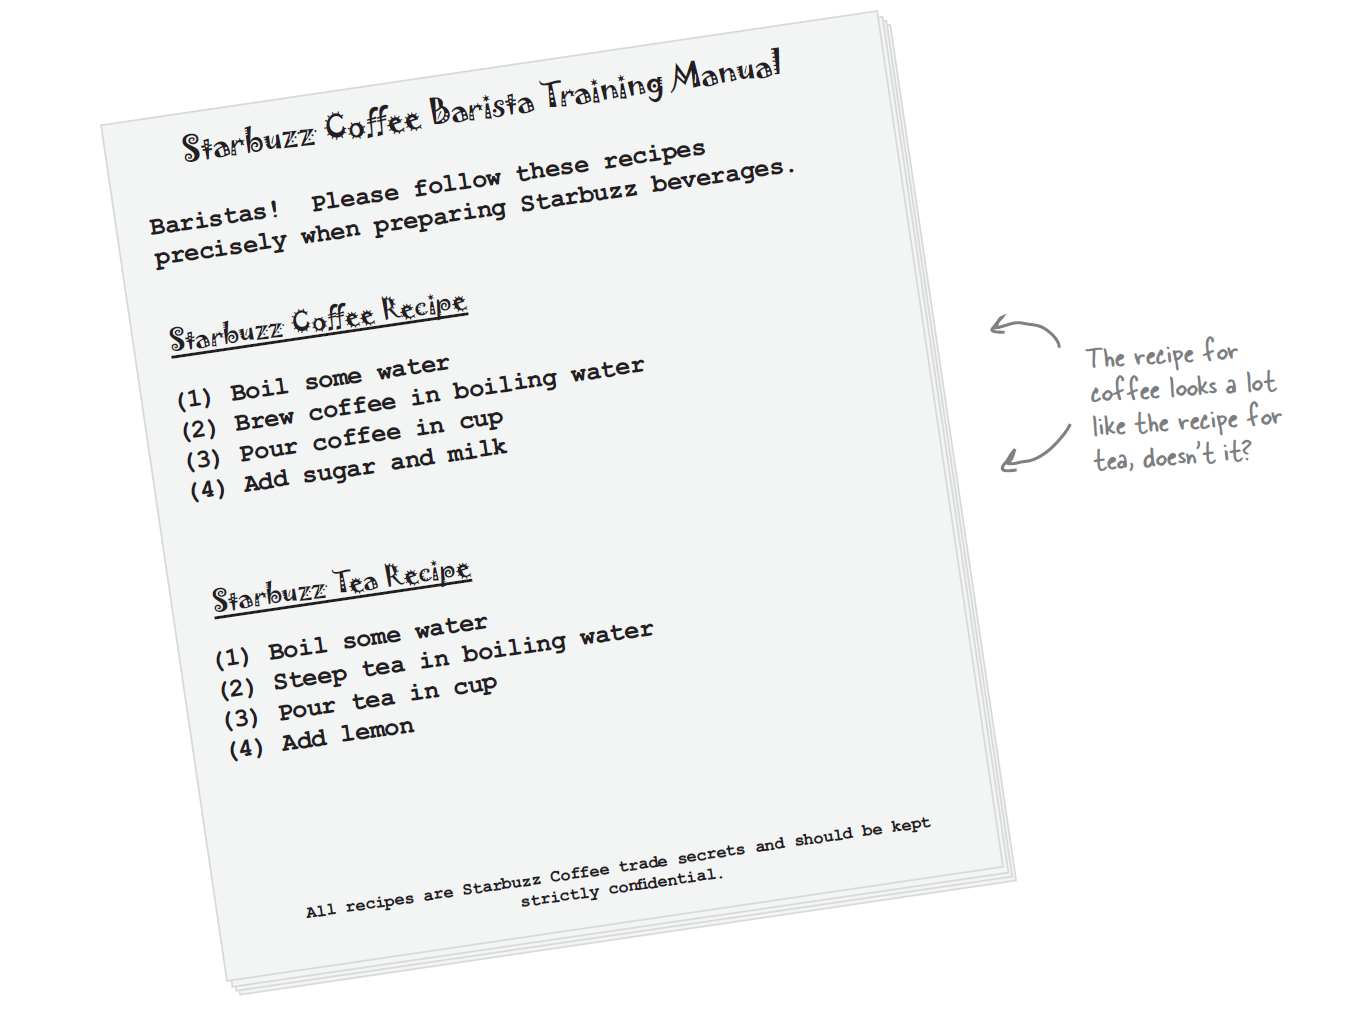 Starbuzz Coffee Barista Training Manual
Baristas!  Please follow these recipes
precisely when preparing Starbuzz beverages.
Starbuzz Coffee Recipe
(1) Boil some water
(2) Brew coffee in boiling water
(3) Pour coffee in cup
(4) Add sugar and milk
Starbuzz Tea Recipe
(1) Boil some water
(2) Steep tea in boiling water
(3) Pour tea in cup
(4) Add lemon
All recipes are Starbuzz Coffee trade secrets and should be kept
strictly confidential.
The recipe for
coffee looks a lot
like the recipe for
tea, doesn't it?